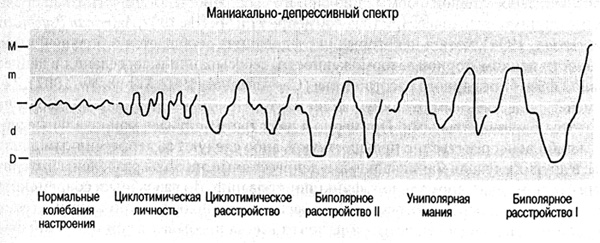 Маниакально-депрессивный спектр
M
m
d
D
Нормальные
колебания
настроения
Циклотимическая
личность
Циклотимическое
расстройство
Биполярное
расстройство II
Униполярная
мания
Биполярное
расстройство I